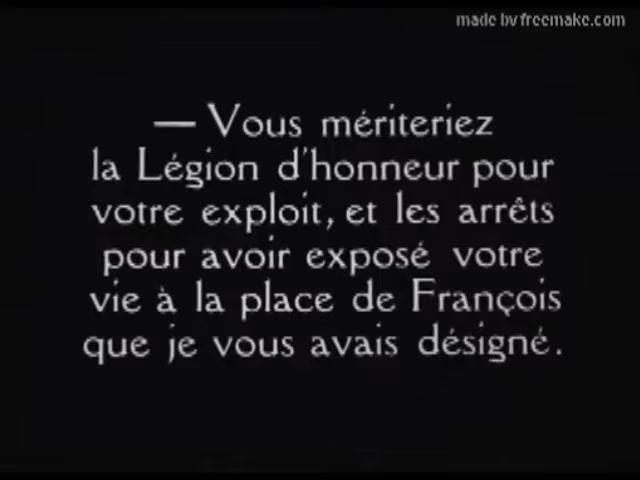 made by freemake.com
— Vous mériteriez
la Légion d'honneur pour
votre exploit, et les arrêts
pour avoir exposé votre
vie à la place de François
que je vous avais désigné.